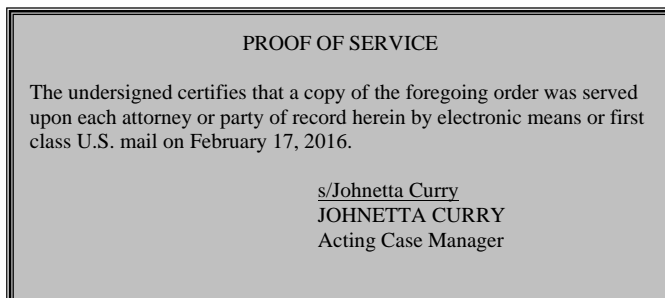 PROOF OF SERVICE
The undersigned certifies that a copy of the foregoing order was served
upon each attorney or party of record herein by electronic means or first
class U.S. mail on February 17, 2016.
s/Johnetta Curry
JOHNETTA CURRY
Acting Case Manager